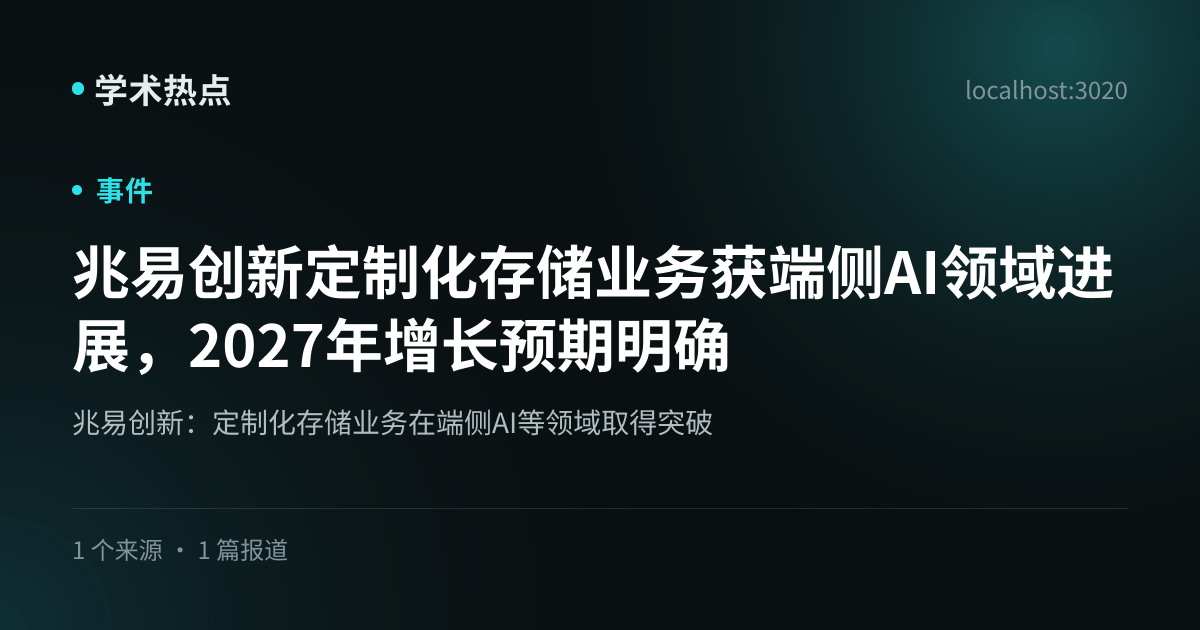 学术热点
localhost:3020
事件
兆易创新定制化存储业务获端侧AI领域进
展，2027年增长预期明确
兆易创新：定制化存储业务在端侧AI等领域取得突破
1 个来源 · 1 篇报道